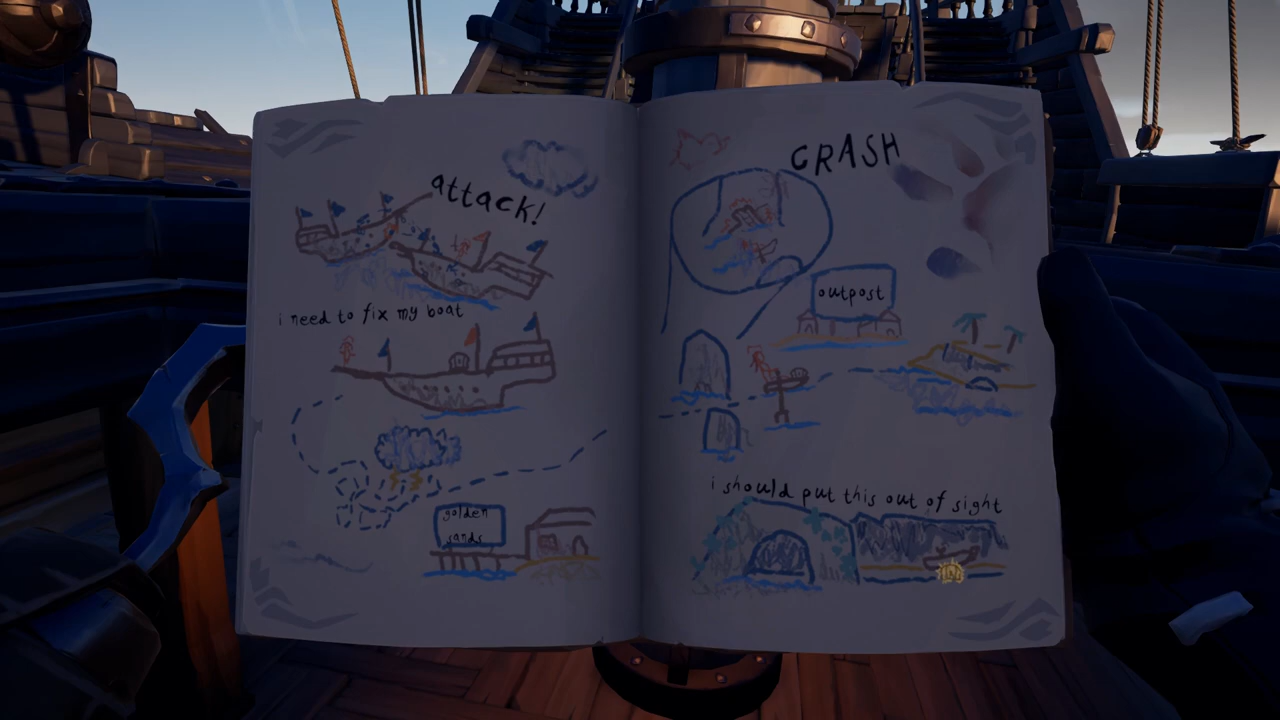 attack!
i need to fix my boat
golden
sands
CRASH
outpost
i should put this out of sight